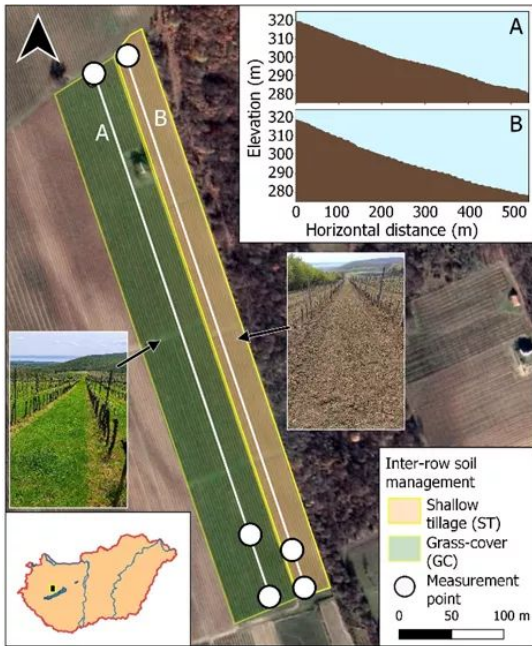 A
B
320
310
300
290
280
A
320
310
300
290
280
B
Elevation (m)
0
100
200
300
400
500
Horizontal distance (m)
Inter-row soil
management
Shallow
tillage (ST)
Grass-cover
(GC)
Measurement
point
0 50 100 m